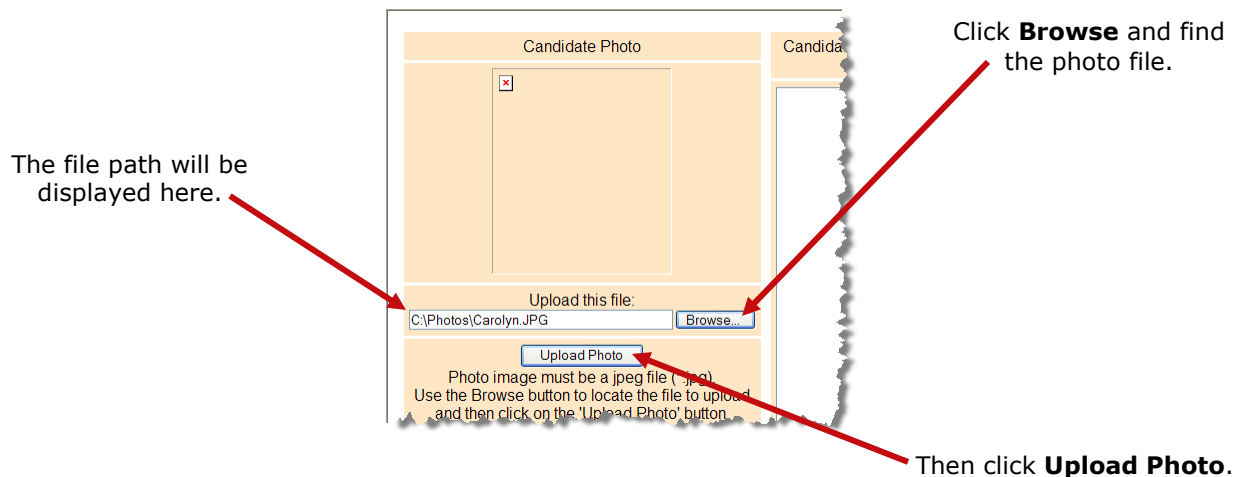 Candidate Photo
Candida
Click Browse and find
the photo file.
The file path will be
displayed here.
Upload this file:
C:\Photos\Carolyn.JPG
Browse...
Upload Photo
Photo image must be a jpeg file ( .jpg)
Use the Browse button to locate the file to upload
and then click on the 'Upload Photo' button
Then click Upload Photo.